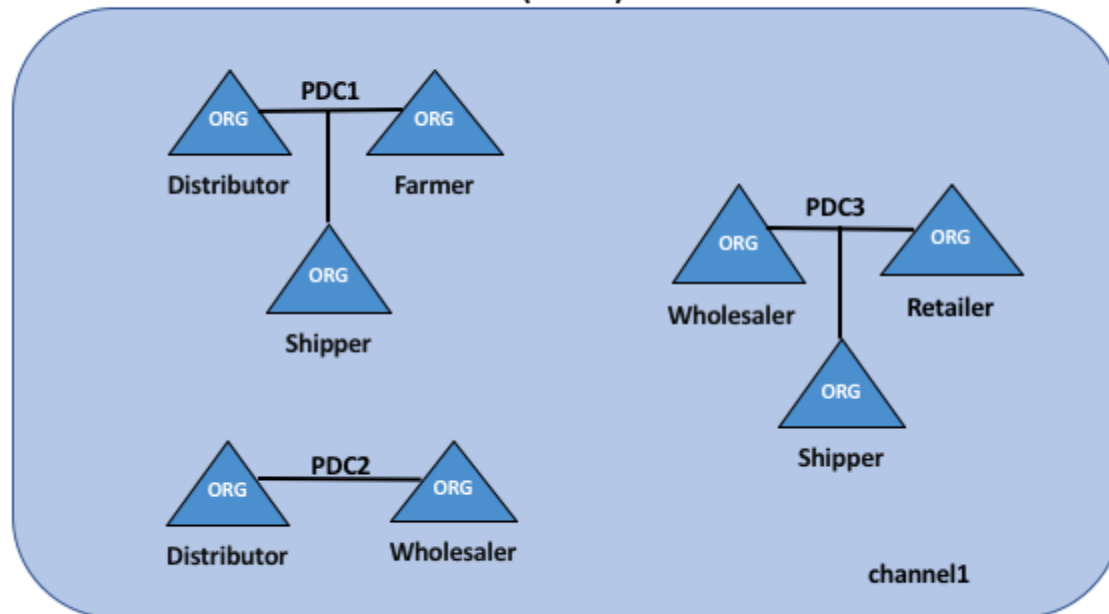 PDC1
ORG
ORG
Distributor
Farmer
ORG
Shipper
PDC3
ORG
ORG
Wholesaler
Retailer
ORG
Shipper
PDC2
ORG
ORG
Distributor
Wholesaler
channel1